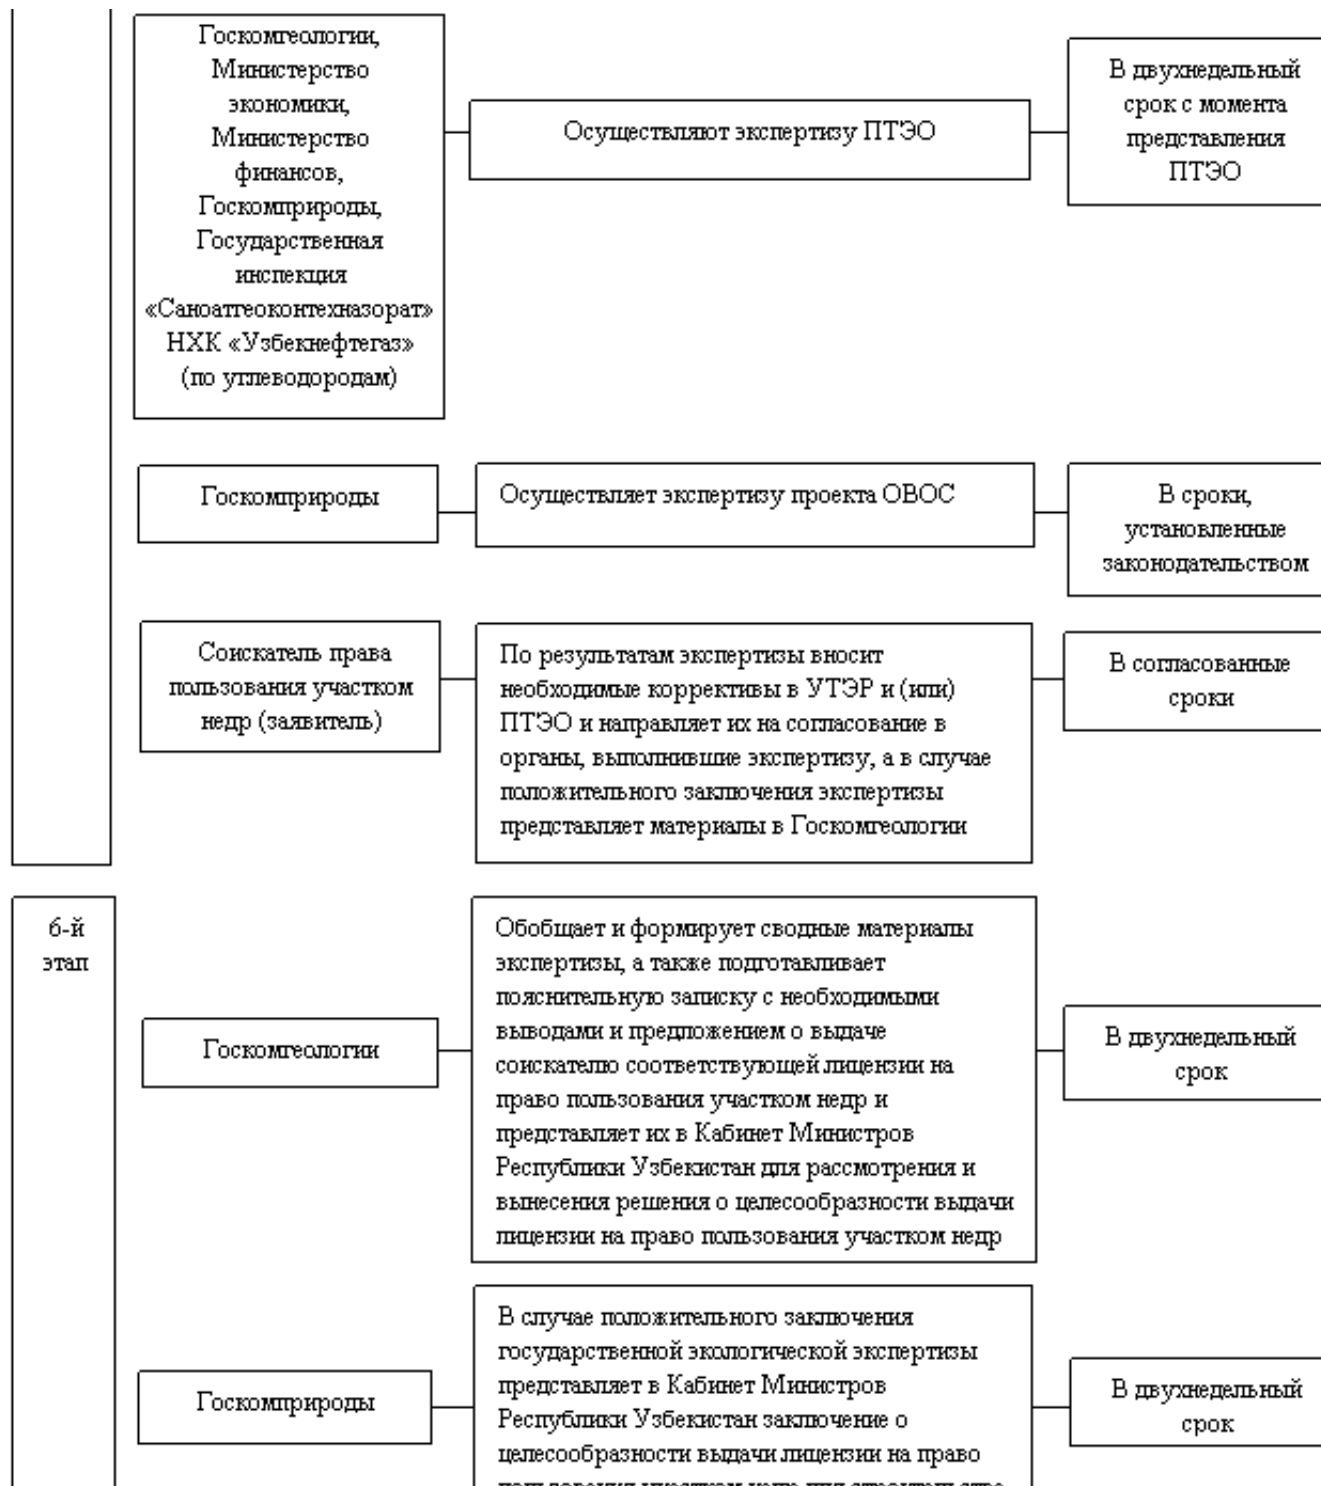 Госкомгеологии,
Министерство
экономики,
Министерство
финансов,
Госкомприроды,
Государственная
инспекция
«Саноатгеоконтехназорат»
НХК «Узбекнефтегаз»
(по углеводородам)
Осуществляют экспертизу ПТЭО
В двухнедельный
срок с момента
представления
ПТЭО
Госкомприроды
Осуществляет экспертизу проекта ОВОС
В сроки,
установленные
законодательством
Соискатель права
пользования участком
недр (заявитель)
По результатам экспертизы вносит
необходимые коррективы в УТЭР и (или)
ПТЭО и направляет их на согласование в
органы, выполнившие экспертизу, а в случае
положительного заключения экспертизы
представляет материалы в Госкомгеологии
В согласованные
сроки
6-й
этап
Госкомгеологии
Обобщает и формирует сводные материалы
экспертизы, а также подготавливает
пояснительную записку с необходимыми
выводами и предложением о выдаче
соискателю соответствующей лицензии на
право пользования участком недр и
представляет их в Кабинет Министров
Республики Узбекистан для рассмотрения и
вынесения решения о целесообразности выдачи
лицензии на право пользования участком недр
В двухнедельный
срок
Госкомприроды
В случае положительного заключения
государственной экологической экспертизы
представляет в Кабинет Министров
Республики Узбекистан заключение о
целесообразности выдачи лицензии на право
В двухнедельный
срок